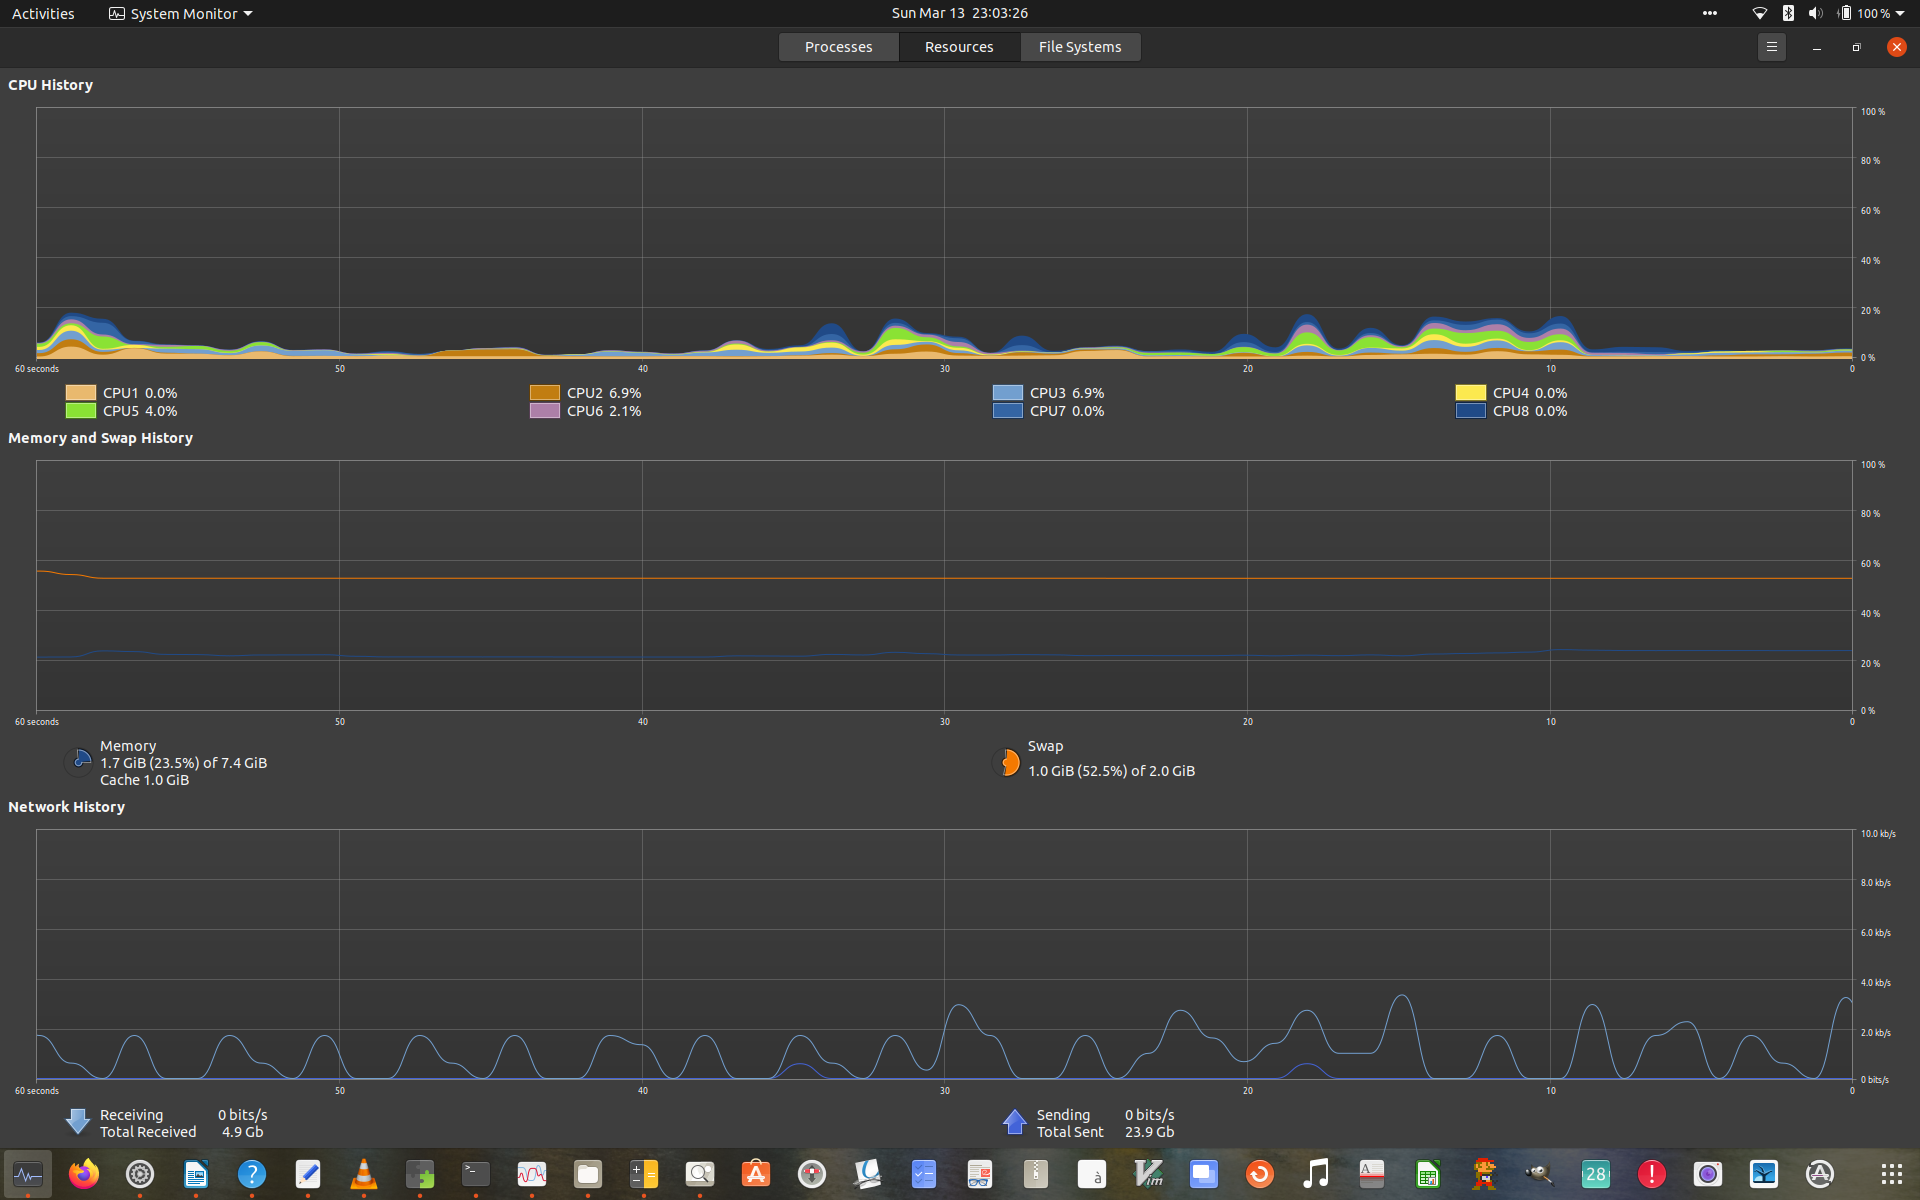 Activities System Monitor Sun Mar 13 23:03:26 100 %
Processes Resources File Systems
CPU History
100 %
80 %
60 %
40 %
20 %
0 %
60 seconds 50 40 30 20 10 0
CPU1 0.0% CPU2 6.9% CPU3 6.9% CPU4 0.0%
CPU5 4.0% CPU6 2.1% CPU7 0.0% CPU8 0.0%
Memory and Swap History
100 %
80 %
60 %
40 %
20 %
0 %
60 seconds 50 40 30 20 10 0
Memory
1.7 GiB (23.5%) of 7.4 GiB
Cache 1.0 GiB
Swap
1.0 GiB (52.5%) of 2.0 GiB
Network History
10.0 kb/s
8.0 kb/s
6.0 kb/s
4.0 kb/s
2.0 kb/s
0 bits/s
60 seconds 50 40 30 20 10 0
Receiving 0 bits/s
Total Received 4.9 Gb
Sending 0 bits/s
Total Sent 23.9 Gb
? >_ à Vim A 28 !